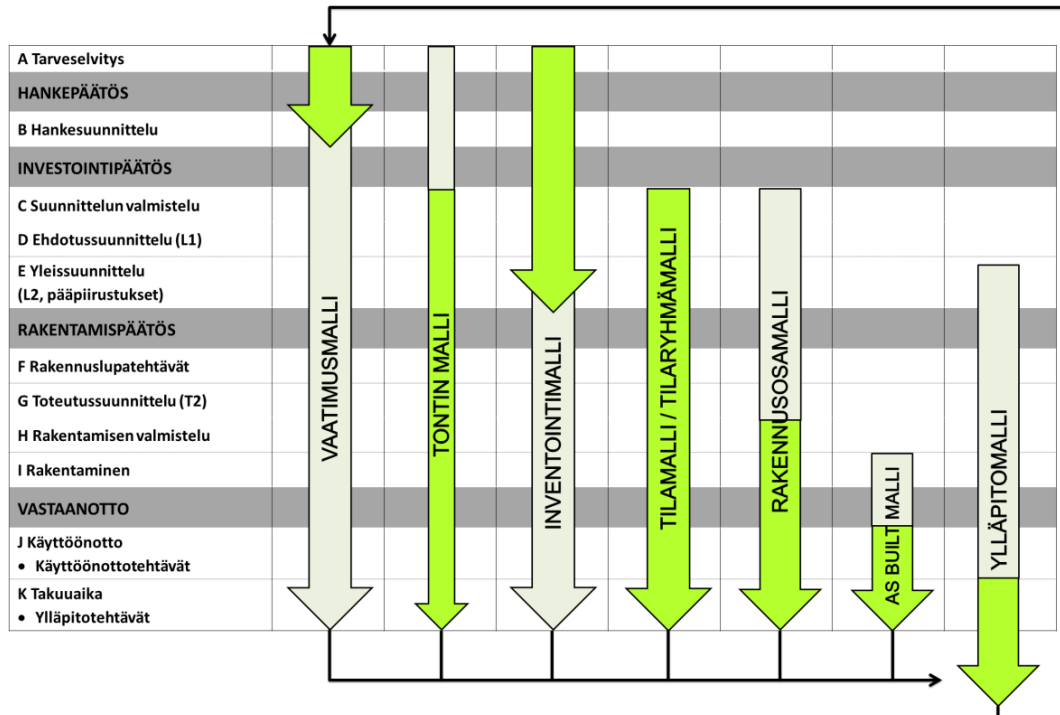 A Tarveselvitys
HANKEPÄÄTÖS
B Hankesuunnittelu
INVESTOINTIPÄÄTÖS
C Suunnittelun valmistelu
D Ehdotussuunnittelu (L1)
E Yleissuunnittelu
(L2, pääpiirustukset)
RAKENTAMISPÄÄTÖS
F Rakennuslupatehtävät
G Toteutussuunnittelu (T2)
H Rakentamisen valmistelu
I Rakentaminen
VASTAANOTTO
J Käyttöönotto
• Käyttöönottotehtävät
K Takuuaika
• Ylläpitotehtävät
VAATIMUSMALLI
TONTIN MALLI
INVENTOINTIMALLI
TILAMALLI / TILARYHMÄMALLI
RAKENNUSOSAMALLI
AS BUILT MALLI
YLLÄPITOMALLI